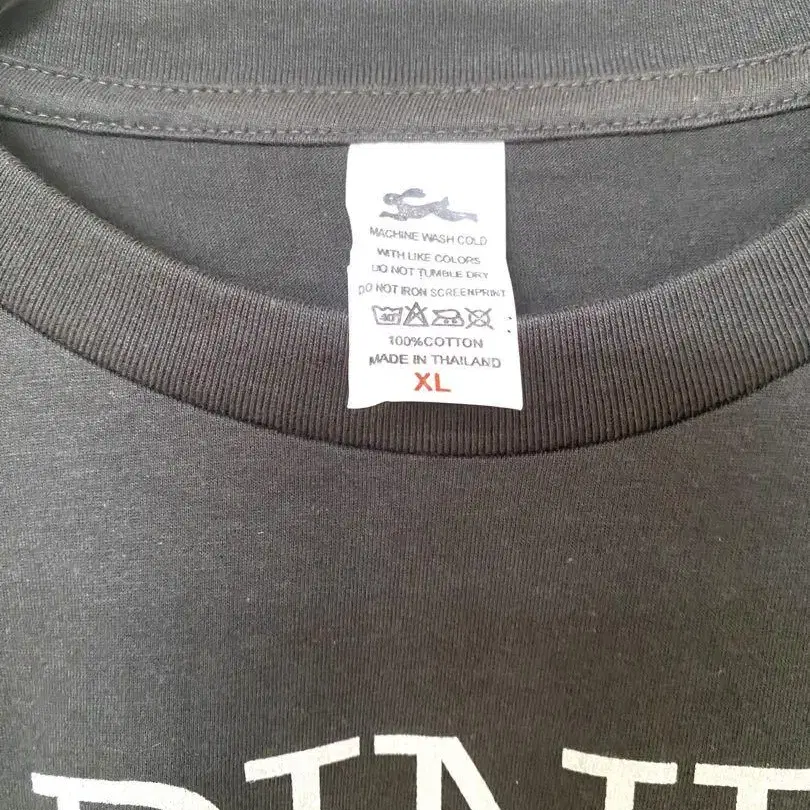 MACHINE WASH COLD
WITH LIKE COLORS
DO NOT TUMBLE DRY
DO NOT IRON SCREENPRINT
40
100%COTTON
MADE IN THAILAND
XL